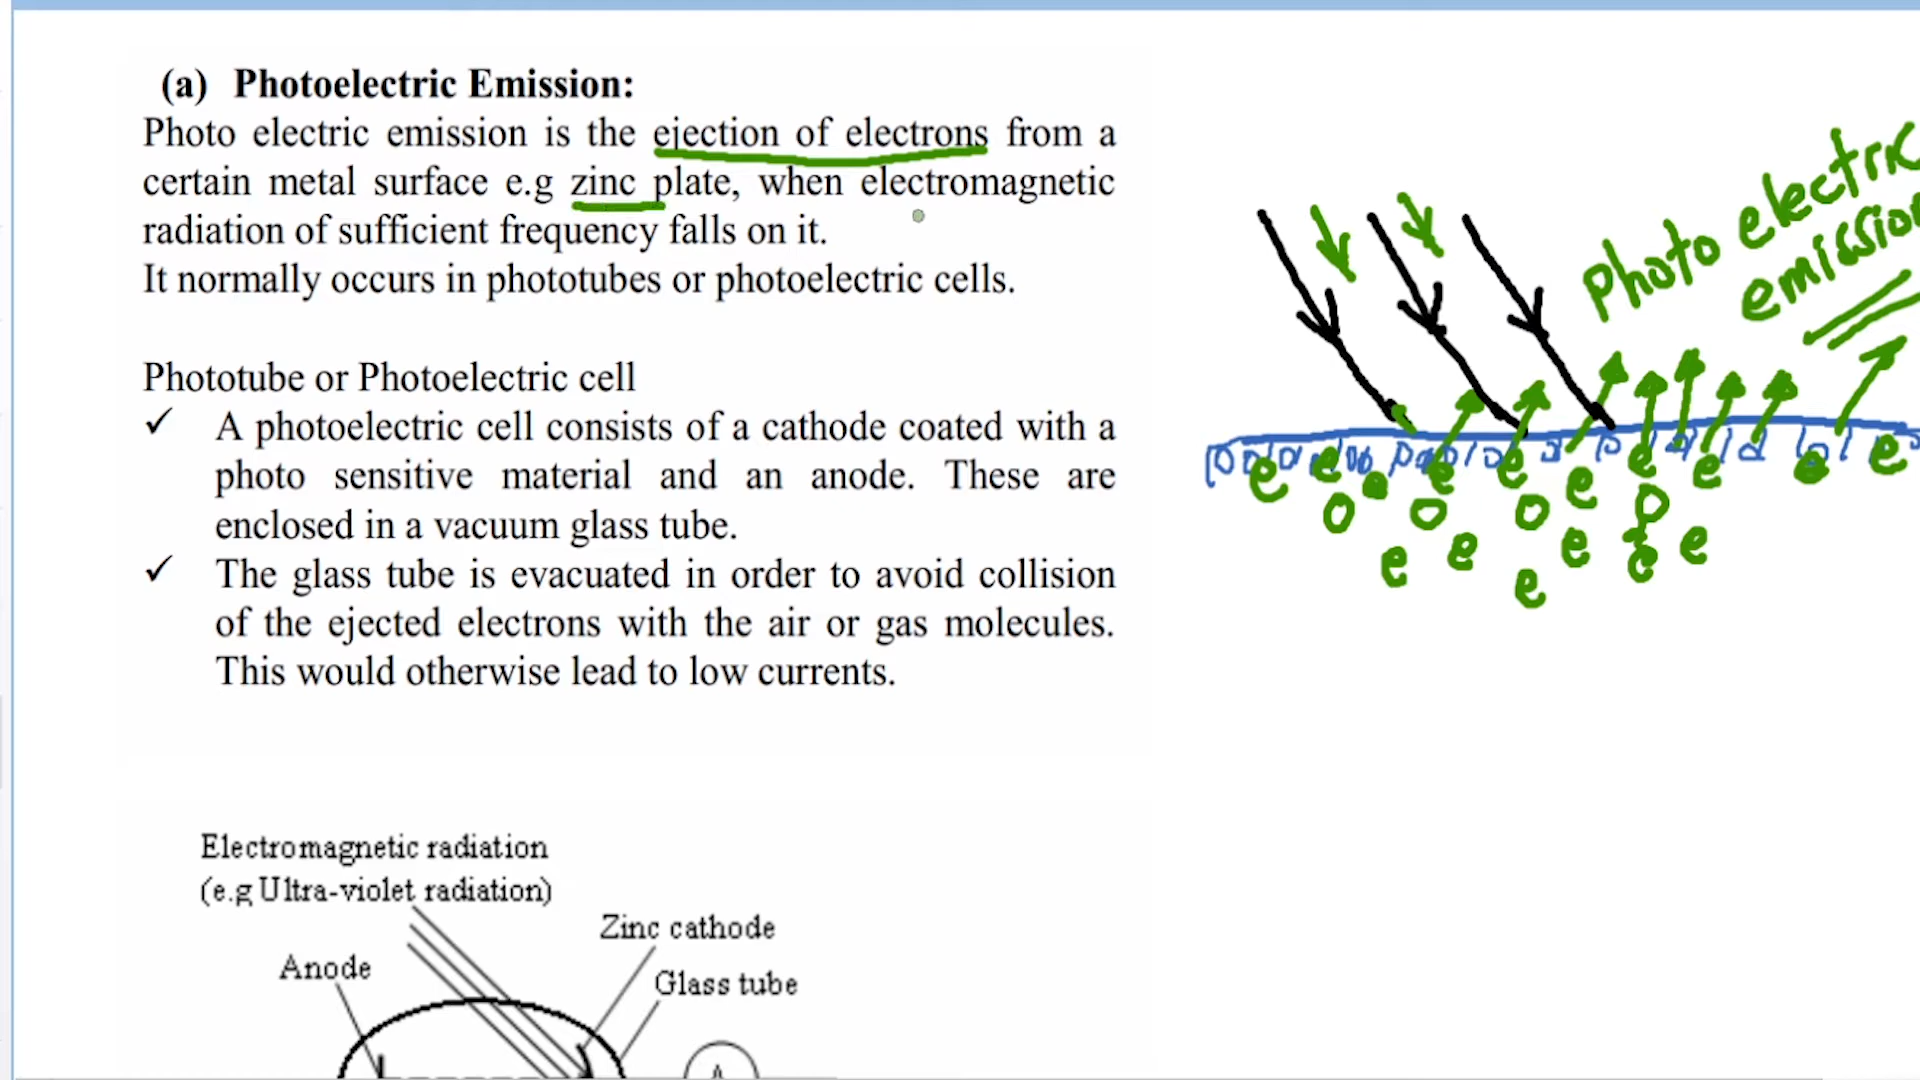 (a) Photoelectric Emission:
Photo electric emission is the ejection of electrons from a
certain metal surface e.g zinc plate, when electromagnetic
radiation of sufficient frequency falls on it.
It normally occurs in phototubes or photoelectric cells.
Phototube or Photoelectric cell
✓ A photoelectric cell consists of a cathode coated with a
photo sensitive material and an anode. These are
enclosed in a vacuum glass tube.
✓ The glass tube is evacuated in order to avoid collision
of the ejected electrons with the air or gas molecules.
This would otherwise lead to low currents.
Electromagnetic radiation
(e.g Ultra-violet radiation)
Zinc cathode
Anode
Glass tube
A
Photo electric
emission
e e e e e e e e e
e e e e e
e